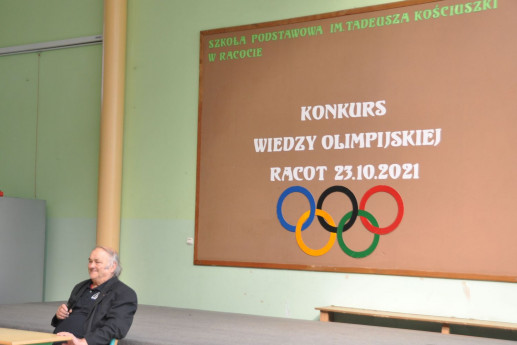 SZKOŁA PODSTAWOWA IM.TADEUSZA KOŚCIUSZKI
W RACOCIE
KONKURS
WIEDZY OLIMPIJSKIEJ
RACOT 23.10.2021